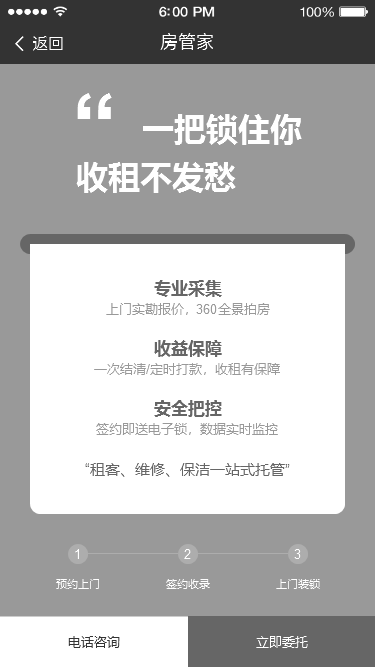 6:00 PM
100%
返回
房管家
“ 一把锁住你
收租不发愁
专业采集
上门实勘报价，360全景拍房
收益保障
一次结清/定时打款，收租有保障
安全把控
签约即送电子锁，数据实时监控
“租客、维修、保洁一站式托管”
1
2
3
预约上门
签约收录
上门装锁
电话咨询
立即委托